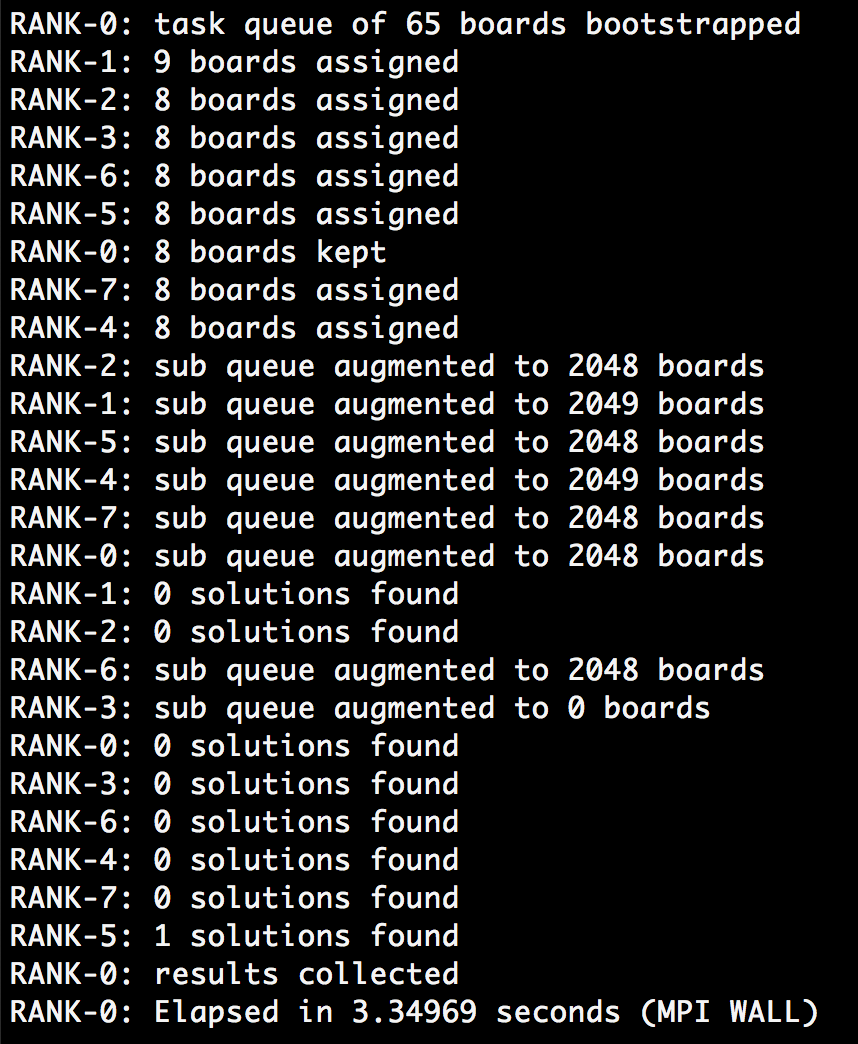 RANK-0: task queue of 65 boards bootstrapped
RANK-1: 9 boards assigned
RANK-2: 8 boards assigned
RANK-3: 8 boards assigned
RANK-6: 8 boards assigned
RANK-5: 8 boards assigned
RANK-0: 8 boards kept
RANK-7: 8 boards assigned
RANK-4: 8 boards assigned
RANK-2: sub queue augmented to 2048 boards
RANK-1: sub queue augmented to 2049 boards
RANK-5: sub queue augmented to 2048 boards
RANK-4: sub queue augmented to 2049 boards
RANK-7: sub queue augmented to 2048 boards
RANK-0: sub queue augmented to 2048 boards
RANK-1: 0 solutions found
RANK-2: 0 solutions found
RANK-6: sub queue augmented to 2048 boards
RANK-3: sub queue augmented to 0 boards
RANK-0: 0 solutions found
RANK-3: 0 solutions found
RANK-6: 0 solutions found
RANK-4: 0 solutions found
RANK-7: 0 solutions found
RANK-5: 1 solutions found
RANK-0: results collected
RANK-0: Elapsed in 3.34969 seconds (MPI WALL)